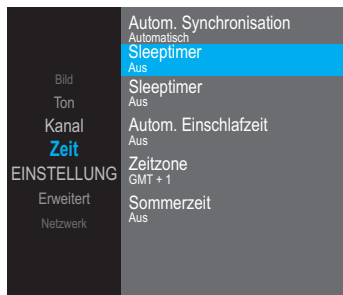 Bild
Ton
Kanal
Zeit
EINSTELLUNG
Erweitert
Netzwerk
Autom. Synchronisation
Automatisch
Sleeptimer
Aus
Sleeptimer
Aus
Autom. Einschlafzeit
Aus
Zeitzone
GMT + 1
Sommerzeit
Aus